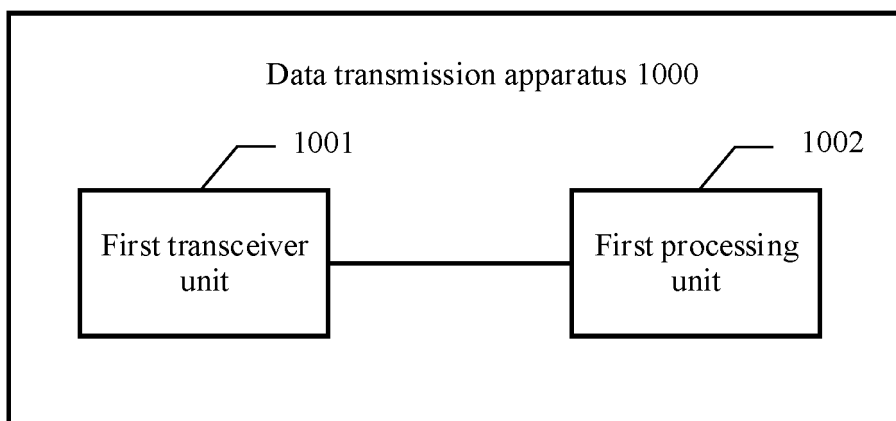 Data transmission apparatus 1000
1001
1002
First transceiver
unit
First processing
unit